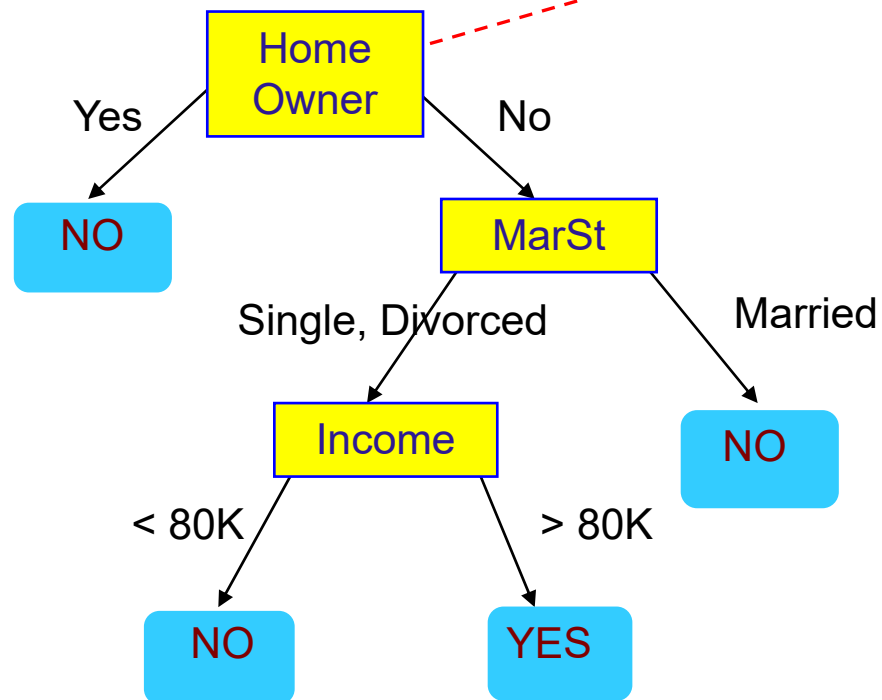 Home
Owner
Yes
No
NO
MarSt
Single, Divorced
Married
Income
NO
< 80K
> 80K
NO
YES